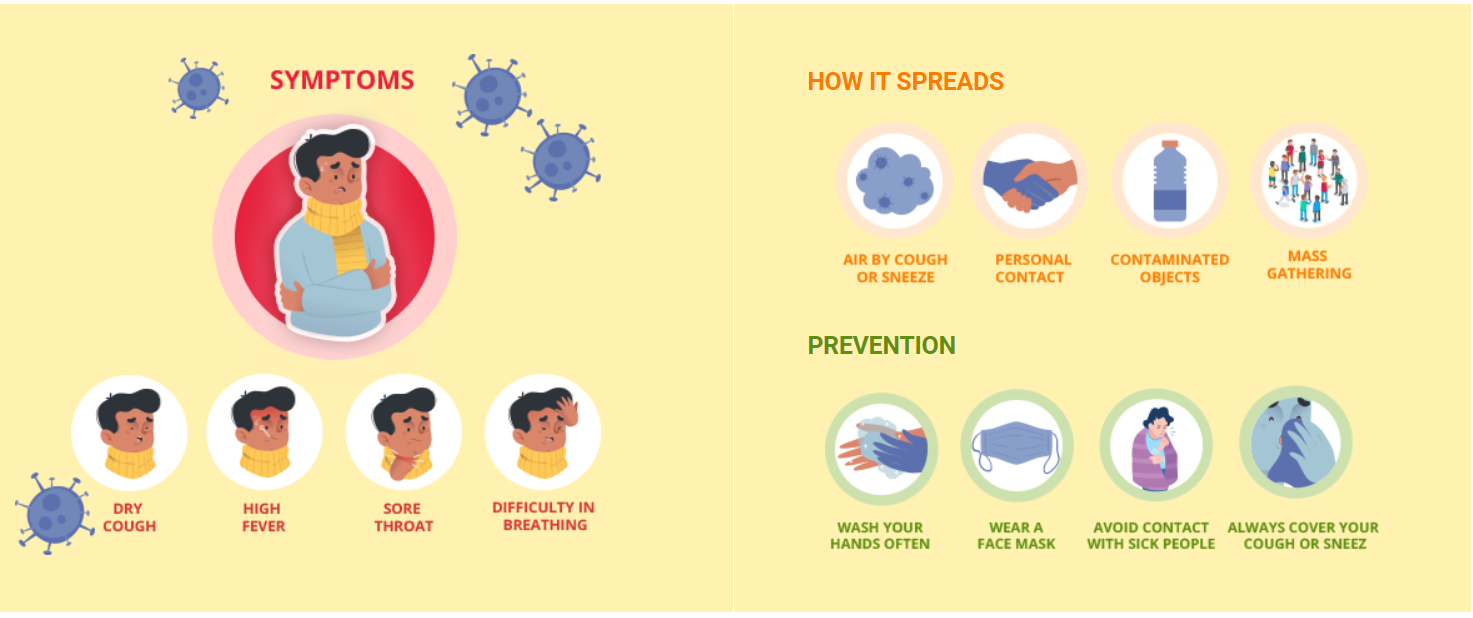 SYMPTOMS
DRY
COUGH
HIGH
FEVER
SORE
THROAT
DIFFICULTY IN
BREATHING
HOW IT SPREADS
AIR BY COUGH
OR SNEEZE
PERSONAL
CONTACT
CONTAMINATED
OBJECTS
MASS
GATHERING
PREVENTION
WASH YOUR
HANDS OFTEN
WEAR A
FACE MASK
AVOID CONTACT
WITH SICK PEOPLE
ALWAYS COVER YOUR
COUGH OR SNEEZ